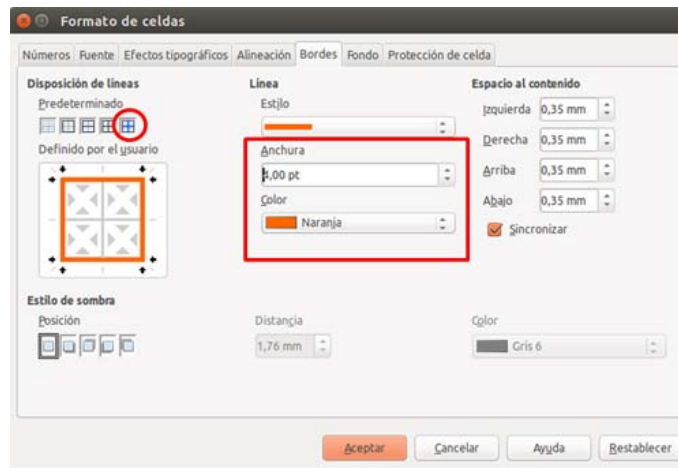 Formato de celdas
Números Fuente Efectos tipográficos Alineación Bordes Fondo Protección de celda
Disposición de líneas
Predeterminado
Definido por el usuario
Línea
Estilo
Anchura
4,00 pt
Color
Naranja
Espacio al contenido
Izquierda 0,35 mm
Derecha 0,35 mm
Arriba 0,35 mm
Abajo 0,35 mm
Sincronizar
Estilo de sombra
Posición
Distancia
1,76 mm
Color
Gris 6
Aceptar Cancelar Ayuda Restablecer